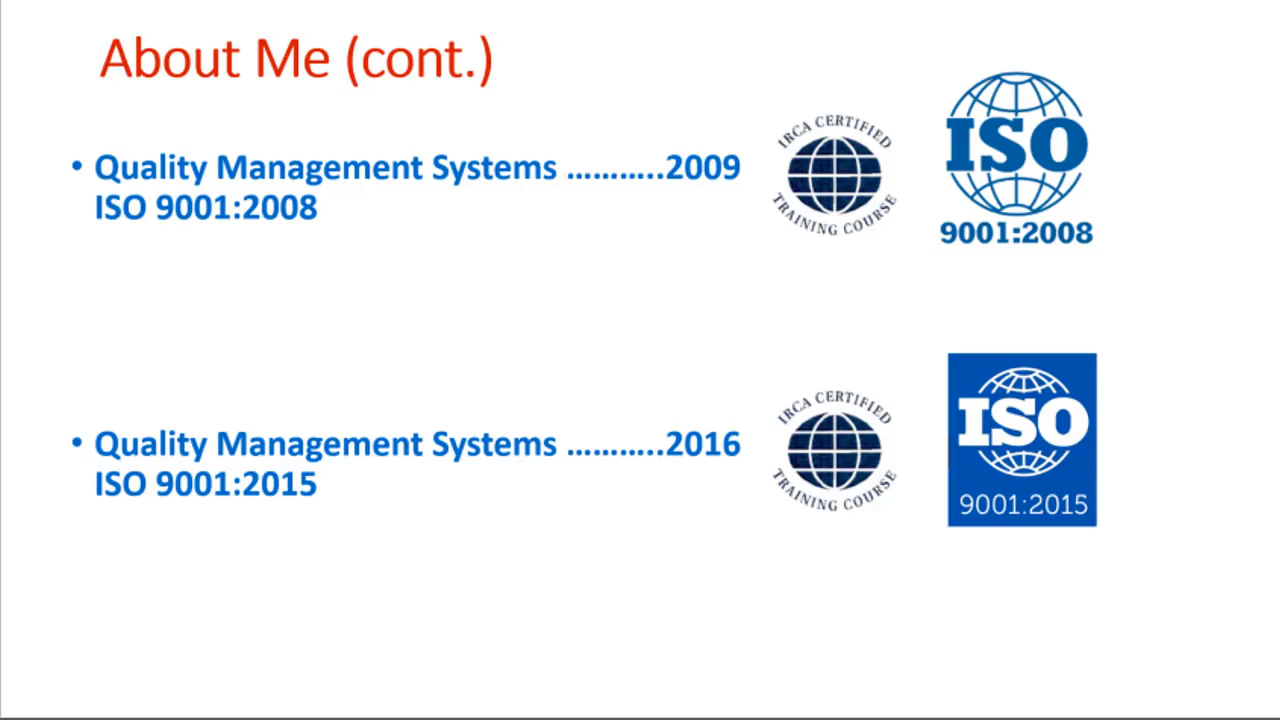 About Me (cont.)
• Quality Management Systems ………..2009
ISO 9001:2008
IRCA CERTIFIED
TRAINING COURSE
ISO
9001:2008
• Quality Management Systems ………..2016
ISO 9001:2015
IRCA CERTIFIED
TRAINING COURSE
ISO
9001:2015